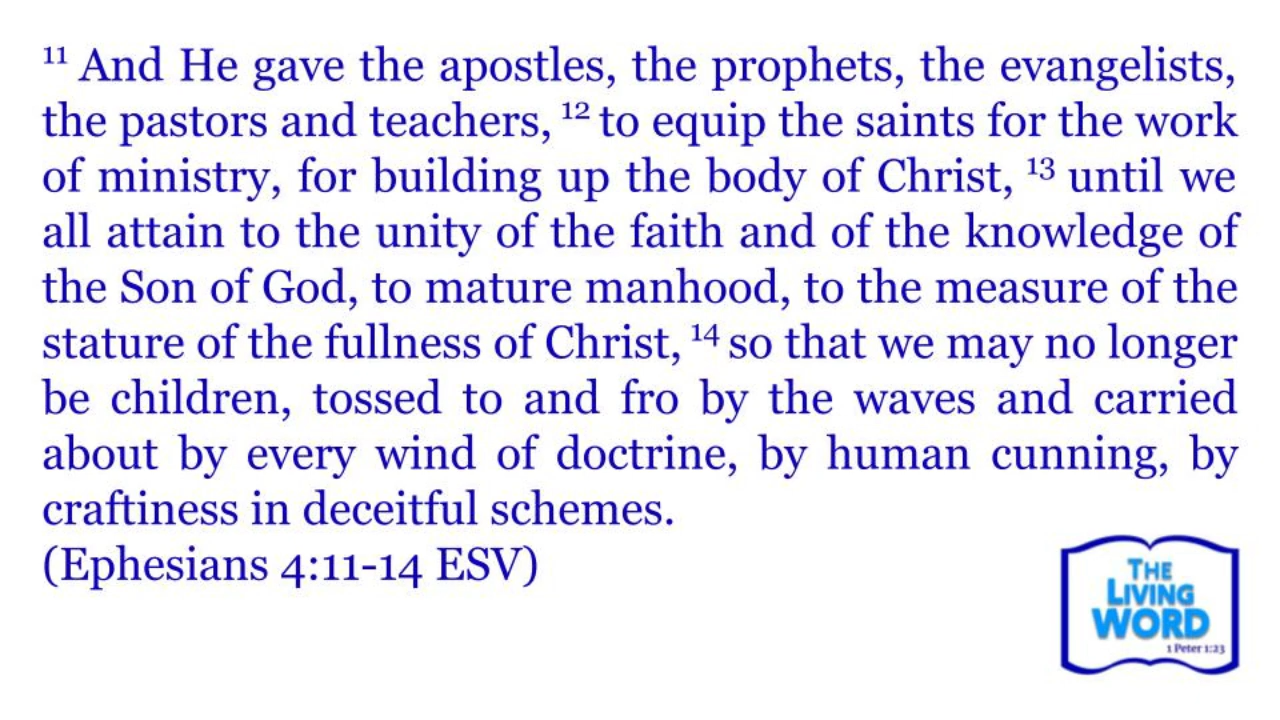 ¹¹ And He gave the apostles, the prophets, the evangelists,
the pastors and teachers, ¹² to equip the saints for the work
of ministry, for building up the body of Christ, ¹³ until we
all attain to the unity of the faith and of the knowledge of
the Son of God, to mature manhood, to the measure of the
stature of the fullness of Christ, ¹⁴ so that we may no longer
be children, tossed to and fro by the waves and carried
about by every wind of doctrine, by human cunning, by
craftiness in deceitful schemes.
(Ephesians 4:11-14 ESV)
THE
LIVING
WORD
1 Peter 1:23